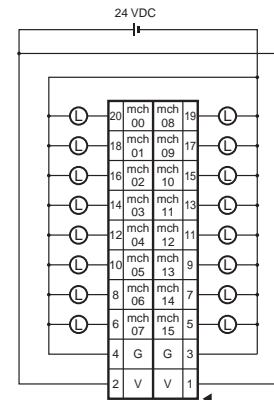 24 VDC
L 20 mch 00 mch 08 19 L
L 18 mch 01 mch 09 17 L
L 16 mch 02 mch 10 15 L
L 14 mch 03 mch 11 13 L
L 12 mch 04 mch 12 11 L
L 10 mch 05 mch 13 9 L
L 8 mch 06 mch 14 7 L
L 6 mch 07 mch 15 5 L
4 G G 3
2 V V 1